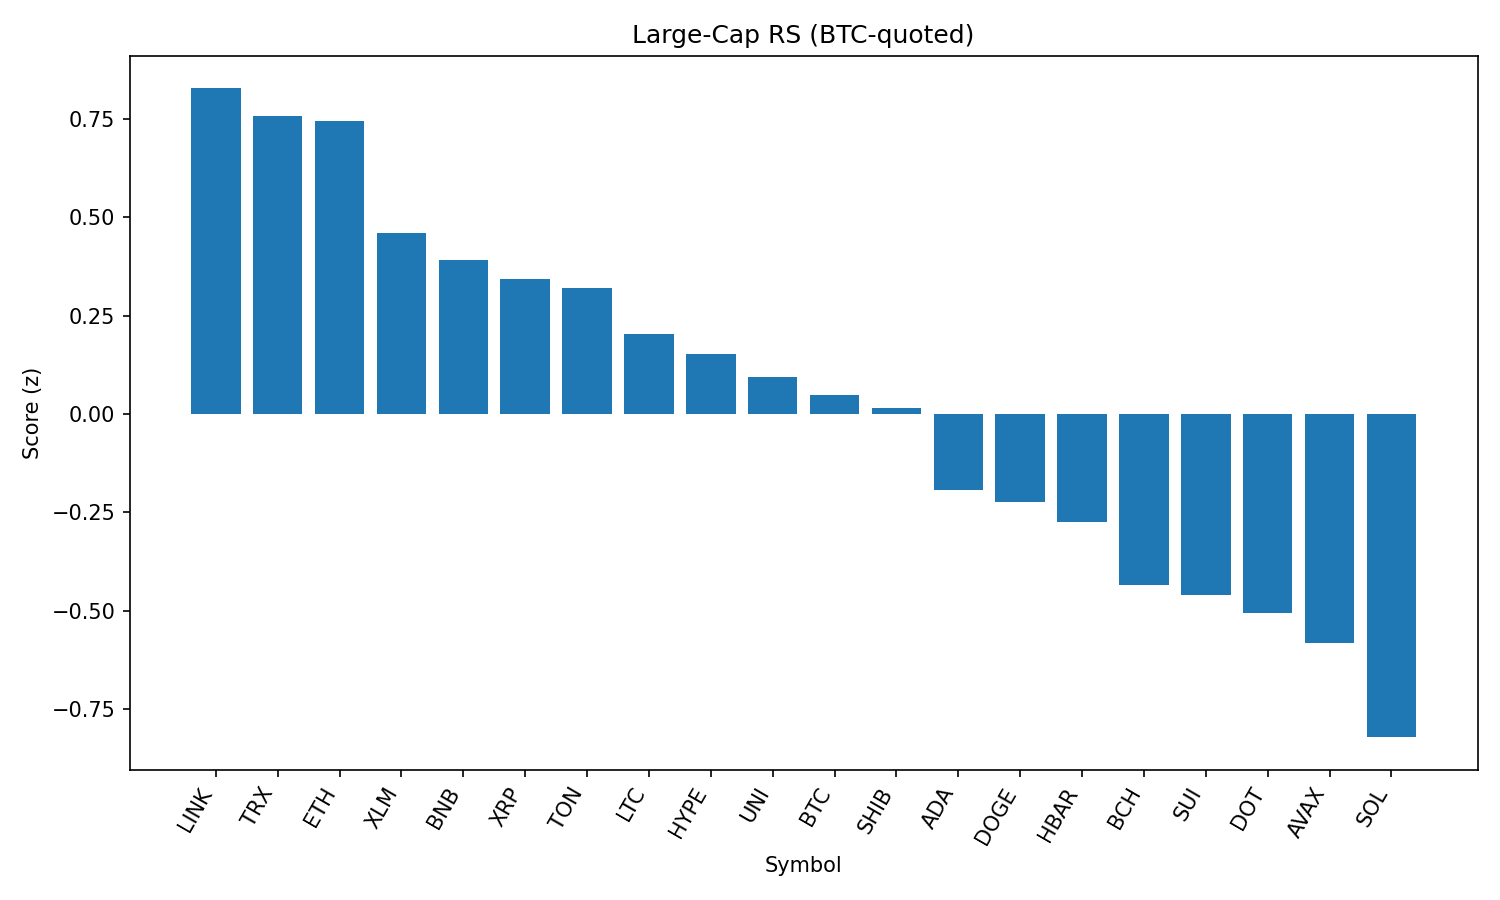 Large-Cap RS (BTC-quoted)
Score (z)
0.75
0.50
0.25
0.00
−0.25
−0.50
−0.75
LINK
TRX
ETH
XLM
BNB
XRP
TON
LTC
HYPE
UNI
BTC
SHIB
ADA
DOGE
HBAR
BCH
SUI
DOT
AVAX
SOL
Symbol